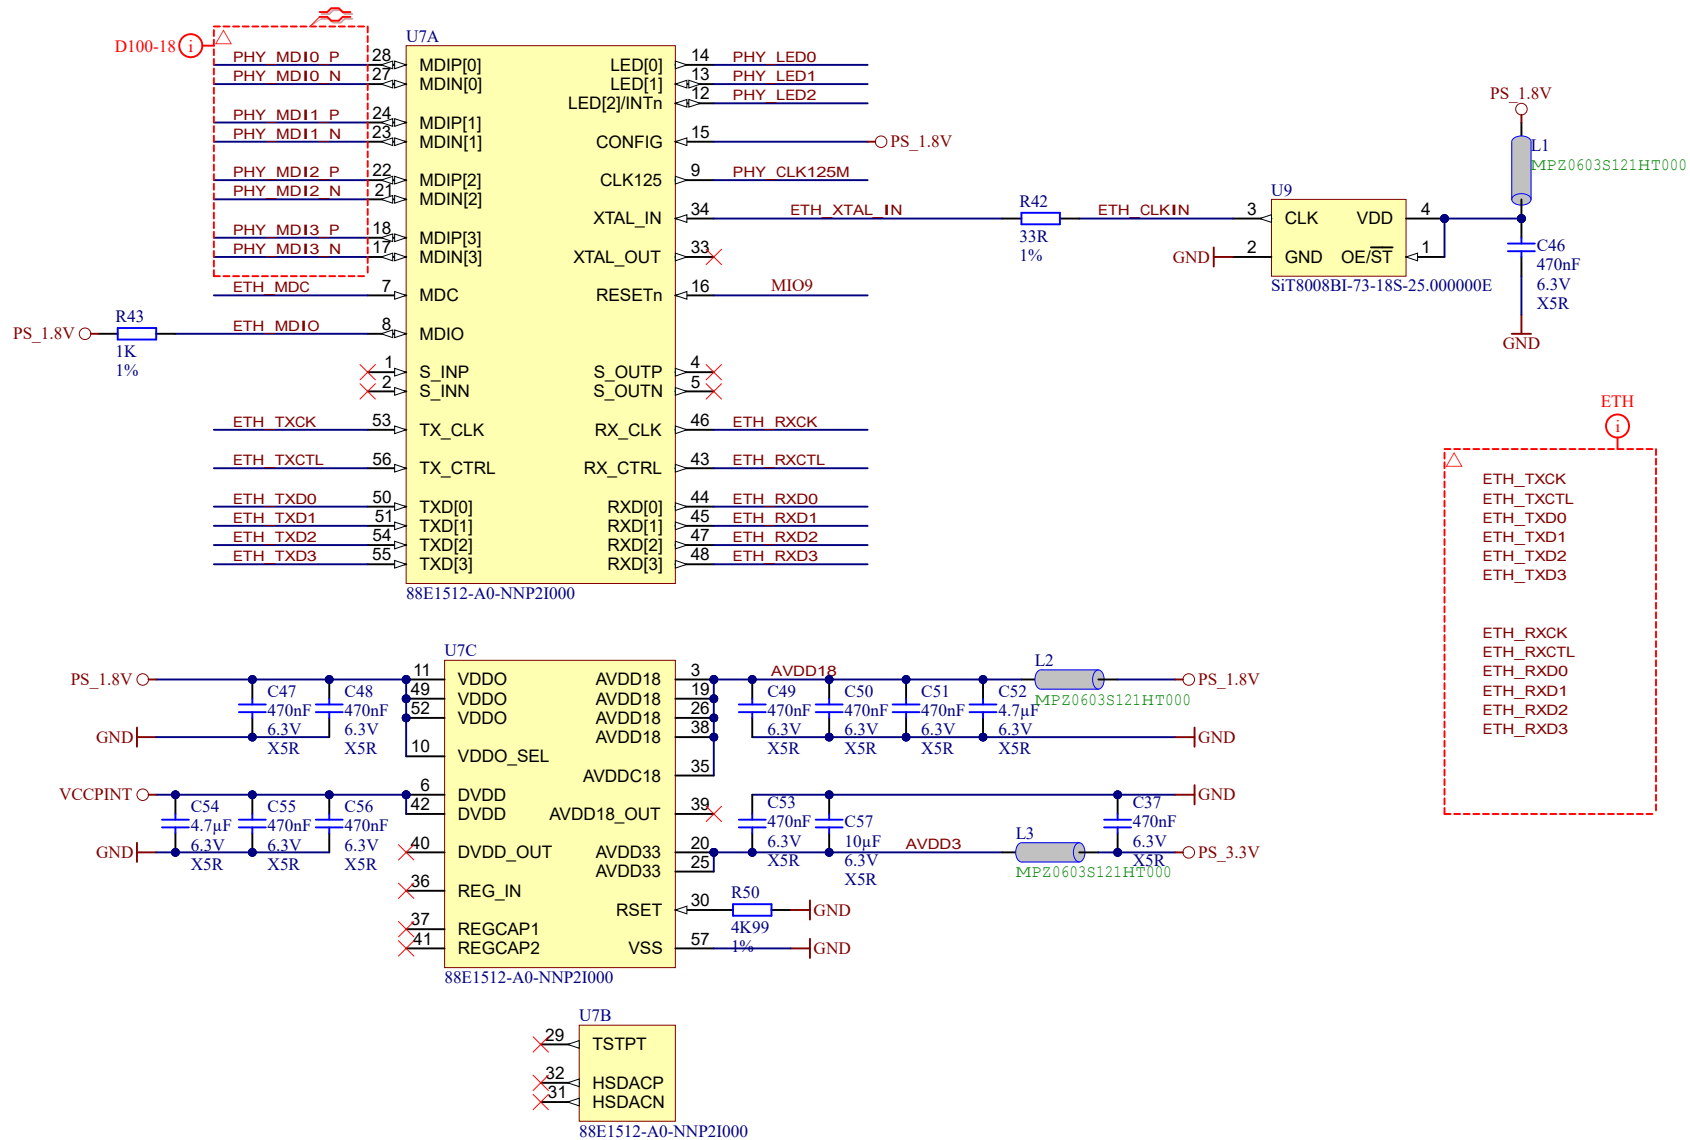 D100-18
i
U7A
PHY_MDI0_P 28 MDIP[0] LED[0] 14 PHY_LED0
PHY_MDI0_N 27 MDIN[0] LED[1] 13 PHY_LED1
LED[2]/INTn 12 PHY_LED2
PHY_MDI1_P 24 MDIP[1]
PHY_MDI1_N 23 MDIN[1] CONFIG 15 PS_1.8V
PHY_MDI2_P 22 MDIP[2] CLK125 9 PHY_CLK125M
PHY_MDI2_N 21 MDIN[2]
XTAL_IN 34 ETH_XTAL_IN
PHY_MDI3_P 18 MDIP[3]
PHY_MDI3_N 17 MDIN[3] XTAL_OUT 33
ETH_MDC 7 MDC RESETn 16 MIO9
PS_1.8V R43 ETH_MDIO 8 MDIO
1K
1%
1 S_INP S_OUTP 4
2 S_INN S_OUTN 5
ETH_TXCK 53 TX_CLK RX_CLK 46 ETH_RXCK
ETH_TXCTL 56 TX_CTRL RX_CTRL 43 ETH_RXCTL
ETH_TXD0 50 TXD[0] RXD[0] 44 ETH_RXD0
ETH_TXD1 51 TXD[1] RXD[1] 45 ETH_RXD1
ETH_TXD2 54 TXD[2] RXD[2] 47 ETH_RXD2
ETH_TXD3 55 TXD[3] RXD[3] 48 ETH_RXD3
88E1512-A0-NNP2I000
R42
33R
1%
ETH_CLKIN
U9
3 CLK VDD 4
GND 2 GND OE/ST 1
SiT8008BI-73-18S-25.000000E
PS_1.8V
L1
MPZ0603S121HT000
C46
470nF
6.3V
X5R
GND
ETH
i
ETH_TXCK
ETH_TXCTL
ETH_TXD0
ETH_TXD1
ETH_TXD2
ETH_TXD3
ETH_RXCK
ETH_RXCTL
ETH_RXD0
ETH_RXD1
ETH_RXD2
ETH_RXD3
U7C
PS_1.8V 11 VDDO AVDD18 3 AVDD18 L2 PS_1.8V
MPZ0603S121HT000
49 VDDO AVDD18 19
52 VDDO AVDD18 26
AVDD18 38
10 VDDO_SEL
AVDDC18 35
C47 C48 C49 C50 C51 C52
470nF 470nF 470nF 470nF 470nF 4.7µF
6.3V 6.3V 6.3V 6.3V 6.3V 6.3V
X5R X5R X5R X5R X5R X5R
GND GND
VCCPINT 6 DVDD GND
42 DVDD AVDD18_OUT 39
C54 C55 C56 C53 C57 C37
4.7µF 470nF 470nF 470nF 10µF 470nF
6.3V 6.3V 6.3V 6.3V 6.3V 6.3V
X5R X5R X5R X5R X5R X5R
GND 40 DVDD_OUT AVDD33 20 AVDD3 L3 PS_3.3V
MPZ0603S121HT000
AVDD33 25
36 REG_IN
RSET 30 R50 GND
4K99
1%
37 REGCAP1
41 REGCAP2 VSS 57 GND
88E1512-A0-NNP2I000
U7B
29 TSTPT
32 HSDACP
31 HSDACN
88E1512-A0-NNP2I000